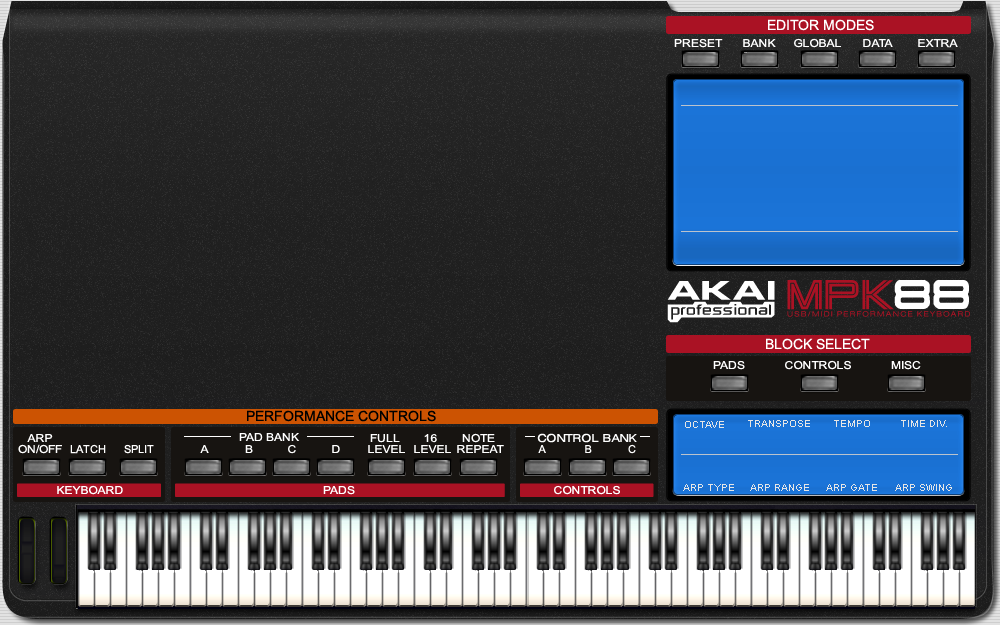 EDITOR MODES
PRESET BANK GLOBAL DATA EXTRA
AKAI
professional
MPK88
USB/MIDI PERFORMANCE KEYBOARD
BLOCK SELECT
PADS CONTROLS MISC
OCTAVE TRANSPOSE TEMPO TIME DIV.
ARP TYPE ARP RANGE ARP GATE ARP SWING
PERFORMANCE CONTROLS
ARP
ON/OFF LATCH SPLIT
KEYBOARD
PAD BANK
A B C D
FULL
LEVEL
16
LEVEL
NOTE
REPEAT
PADS
CONTROL BANK
A B C
CONTROLS